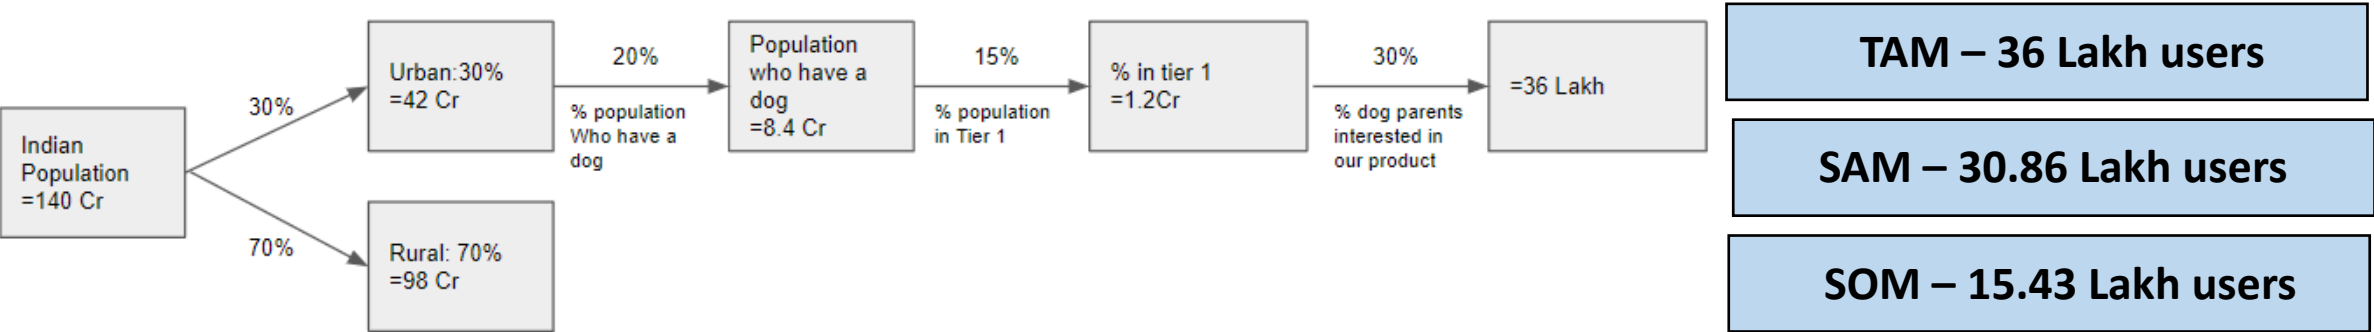 Indian
Population
=140 Cr
30%
70%
Urban:30%
=42 Cr
Rural: 70%
=98 Cr
20%
% population
Who have a
dog
Population
who have a
dog
=8.4 Cr
15%
% population
in Tier 1
% in tier 1
=1.2Cr
30%
% dog parents
interested in
our product
=36 Lakh
TAM – 36 Lakh users
SAM – 30.86 Lakh users
SOM – 15.43 Lakh users